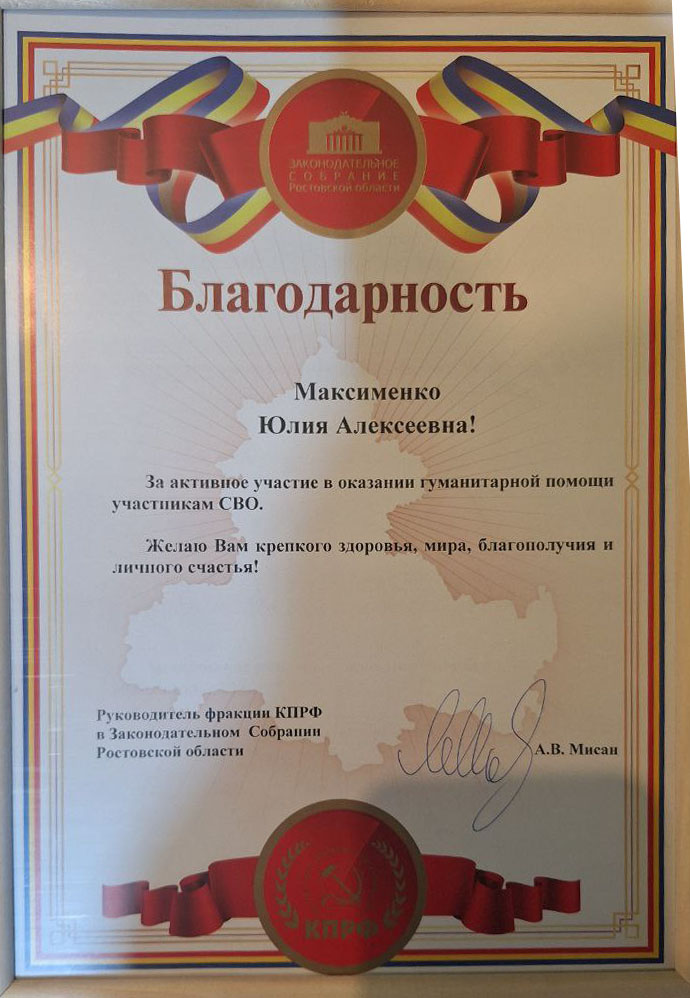 ЗАКОНОДАТЕЛЬНОЕ
СОБРАНИЕ
Ростовской области
Благодарность
Максименко
Юлия Алексеевна!
За активное участие в оказании гуманитарной помощи
участникам СВО.
Желаю Вам крепкого здоровья, мира, благополучия и
личного счастья!
Руководитель фракции КПРФ
в Законодательном Собрании
Ростовской области
А.В. Мисан
КПРФ